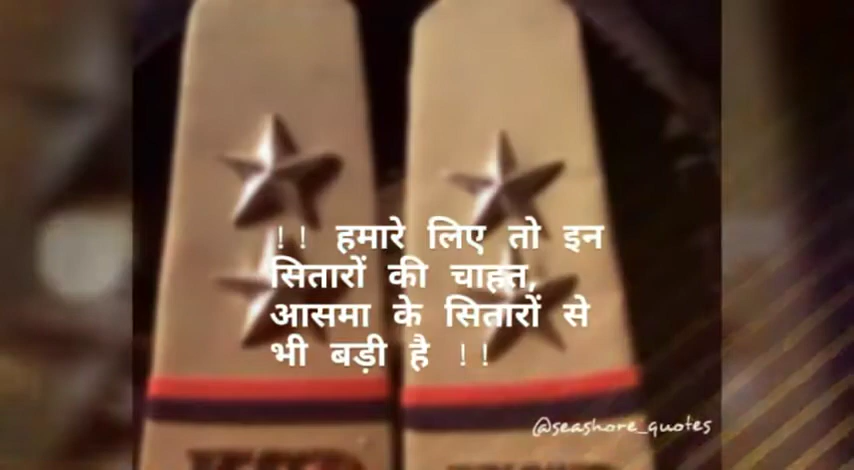 !! हमारे लिए तो इन
सितारों की चाहत,
आसमा के सितारों से
भी बड़ी है !!
@seashore_quotes